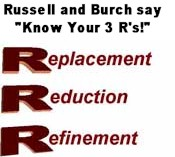 Russell and Burch say
"Know Your 3 R's!"
Replacement
Reduction
Refinement